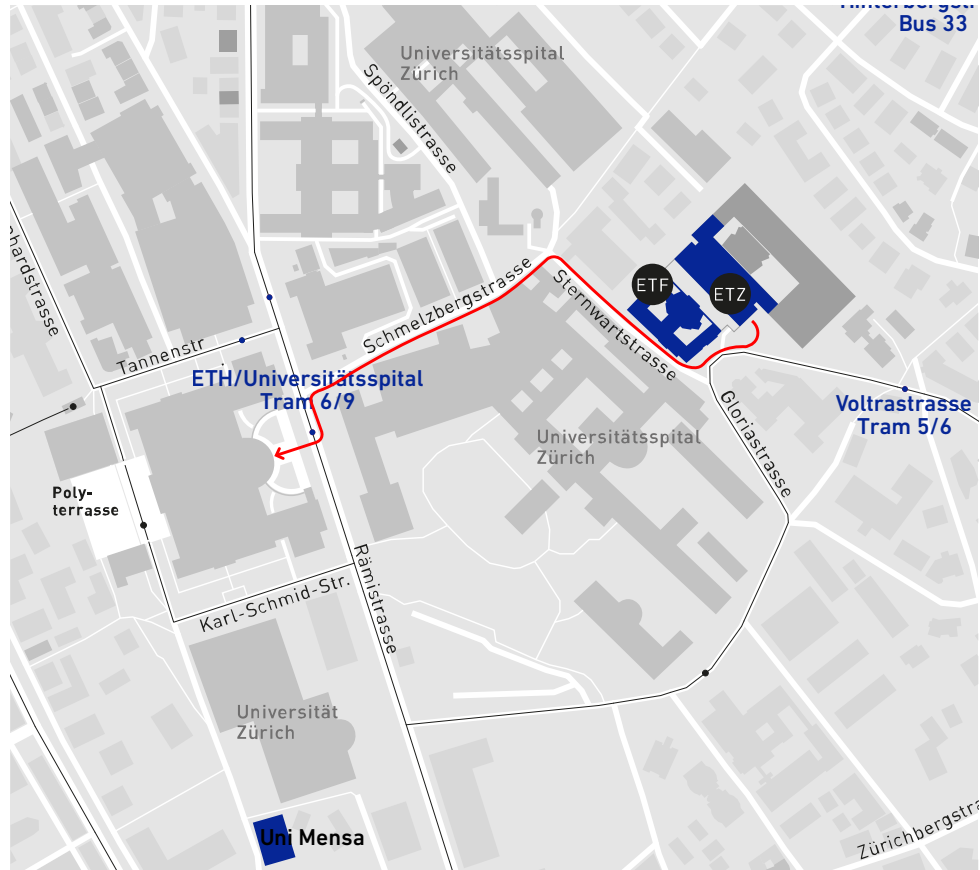 Bus 33
Universitätsspital
Zürich
Spöndlistrasse
ETF
ETZ
Schmelzbergstrasse
Sternwartstrasse
Tannenstr
ETH/Universitätsspital
Tram 6/9
Gloriastrasse
Voltrastrasse
Tram 5/6
Universitätsspital
Zürich
Poly-
terrasse
Rämistrasse
Karl-Schmid-Str.
Universität
Zürich
Uni Mensa